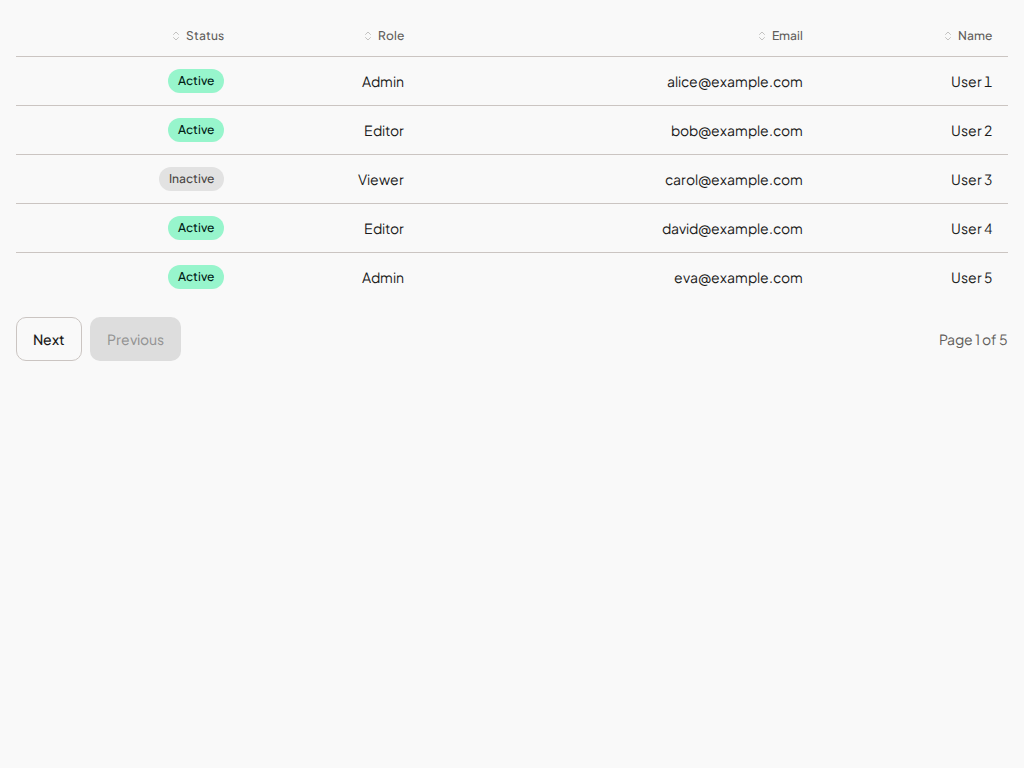 Status Role Email Name
Active Admin alice@example.com User 1
Active Editor bob@example.com User 2
Inactive Viewer carol@example.com User 3
Active Editor david@example.com User 4
Active Admin eva@example.com User 5
Next Previous Page 1 of 5